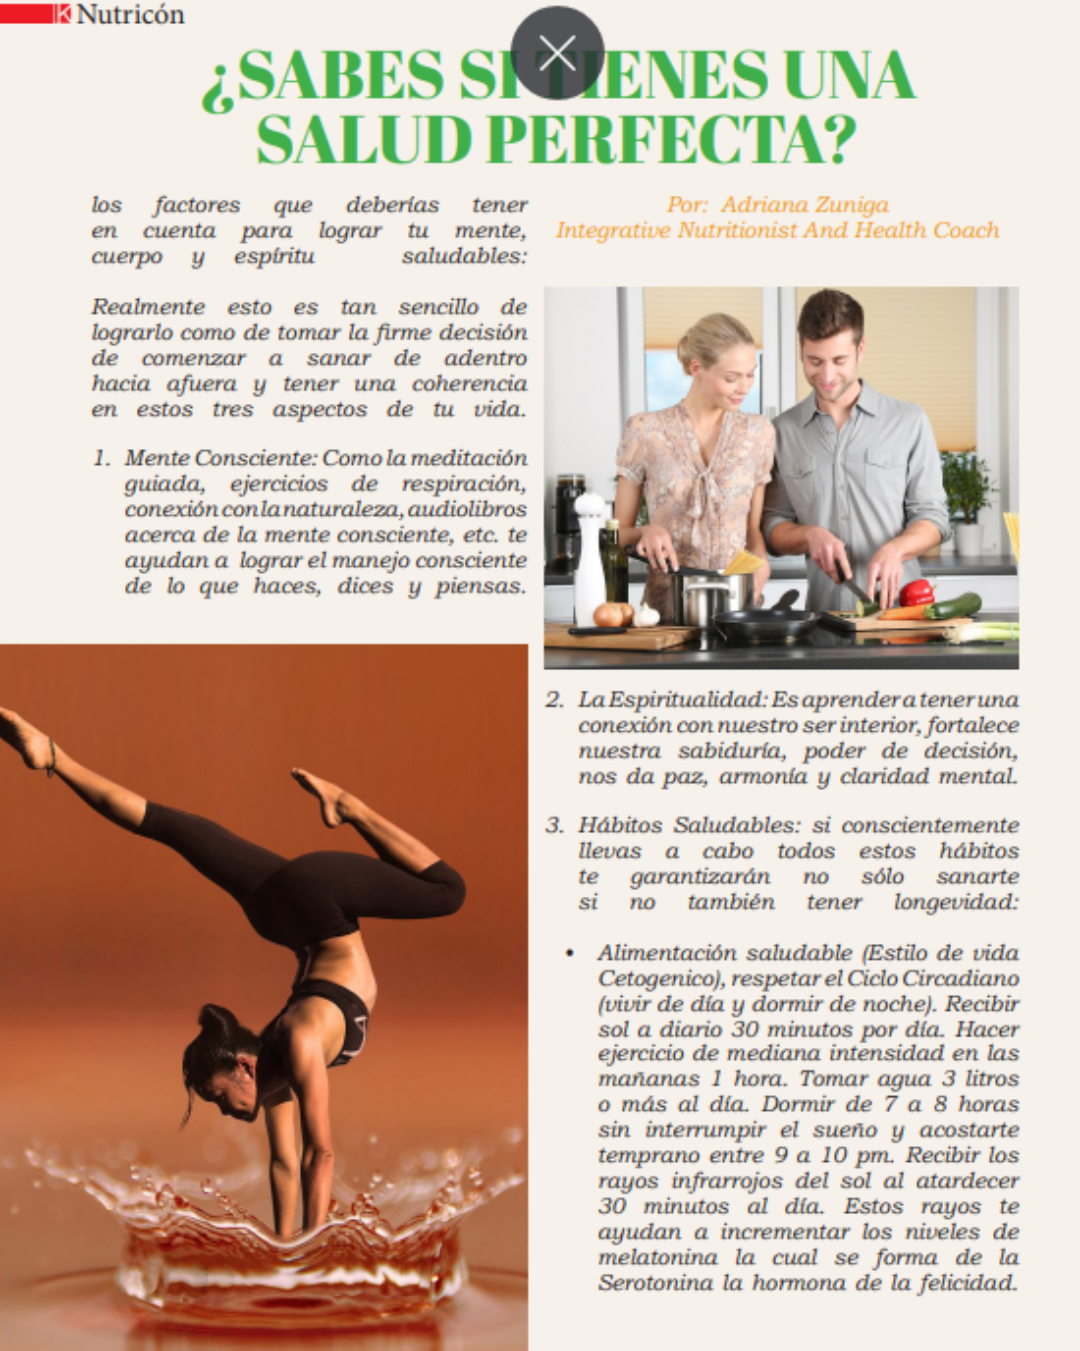 Nutricón
¿SABES SI TIENES UNA
SALUD PERFECTA?
los factores que deberías tener
en cuenta para lograr tu mente,
cuerpo y espíritu saludables:
Realmente esto es tan sencillo de
lograrlo como de tomar la firme decisión
de comenzar a sanar de adentro
hacia afuera y tener una coherencia
en estos tres aspectos de tu vida.
1. Mente Consciente: Como la meditación
guiada, ejercicios de respiración,
conexión con la naturaleza, audiolibros
acerca de la mente consciente, etc. te
ayudan a lograr el manejo consciente
de lo que haces, dices y piensas.
Por: Adriana Zuniga
Integrative Nutritionist And Health Coach
2. La Espiritualidad: Es aprender a tener una
conexión con nuestro ser interior, fortalece
nuestra sabiduría, poder de decisión,
nos da paz, armonía y claridad mental.
3. Hábitos Saludables: si conscientemente
llevas a cabo todos estos hábitos
te garantizarán no sólo sanarte
si no también tener longevidad:
• Alimentación saludable (Estilo de vida
Cetogenico), respetar el Ciclo Circadiano
(vivir de día y dormir de noche). Recibir
sol a diario 30 minutos por día. Hacer
ejercicio de mediana intensidad en las
mañanas 1 hora. Tomar agua 3 litros
o más al día. Dormir de 7 a 8 horas
sin interrumpir el sueño y acostarte
temprano entre 9 a 10 pm. Recibir los
rayos infrarrojos del sol al atardecer
30 minutos al día. Estos rayos te
ayudan a incrementar los niveles de
melatonina la cual se forma de la
Serotonina la hormona de la felicidad.